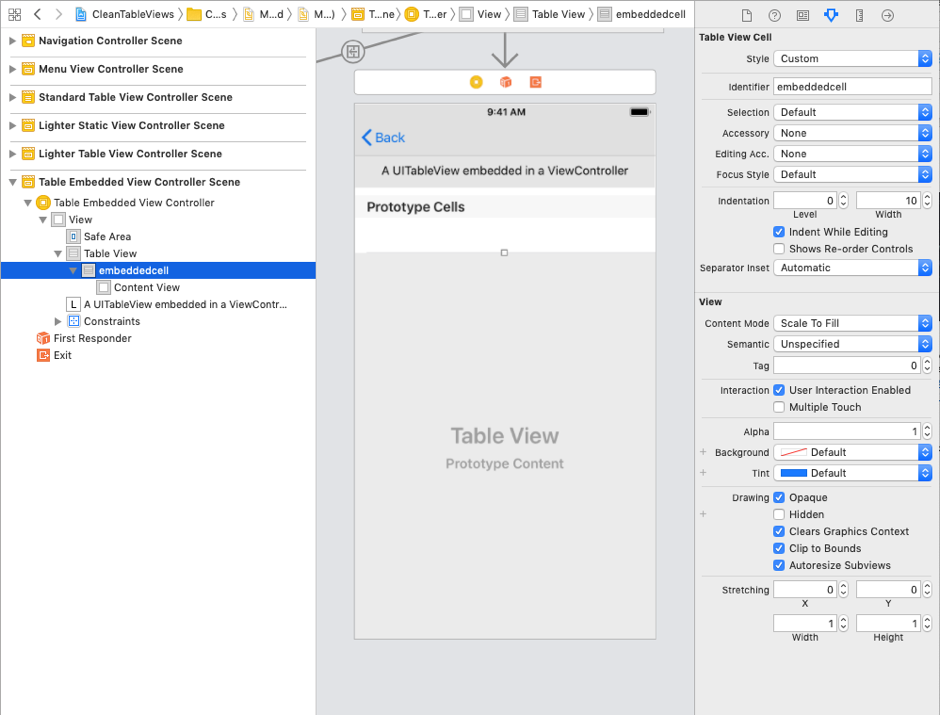 CleanTableViews
C...s
M...d
M...)
T...ne)
T...er
View
Table View
embeddedcell
Navigation Controller Scene
Menu View Controller Scene
Standard Table View Controller Scene
Lighter Static View Controller Scene
Lighter Table View Controller Scene
Table Embedded View Controller Scene
Table Embedded View Controller
View
Safe Area
Table View
embeddedcell
Content View
L A UITableView embedded in a ViewContr...
Constraints
First Responder
Exit
9:41 AM
Back
A UITableView embedded in a ViewController
Prototype Cells
Table View
Prototype Content
Table View Cell
Style Custom
Identifier embeddedcell
Selection Default
Accessory None
Editing Acc. None
Focus Style Default
Indentation 0 10
Level Width
Indent While Editing
Shows Re-order Controls
Separator Inset Automatic
View
Content Mode Scale To Fill
Semantic Unspecified
Tag 0
Interaction User Interaction Enabled
Multiple Touch
Alpha 1
+ Background Default
+ Tint Default
Drawing Opaque
+ Hidden
Clears Graphics Context
Clip to Bounds
Autoresize Subviews
Stretching 0 0
X Y
1 1
Width Height